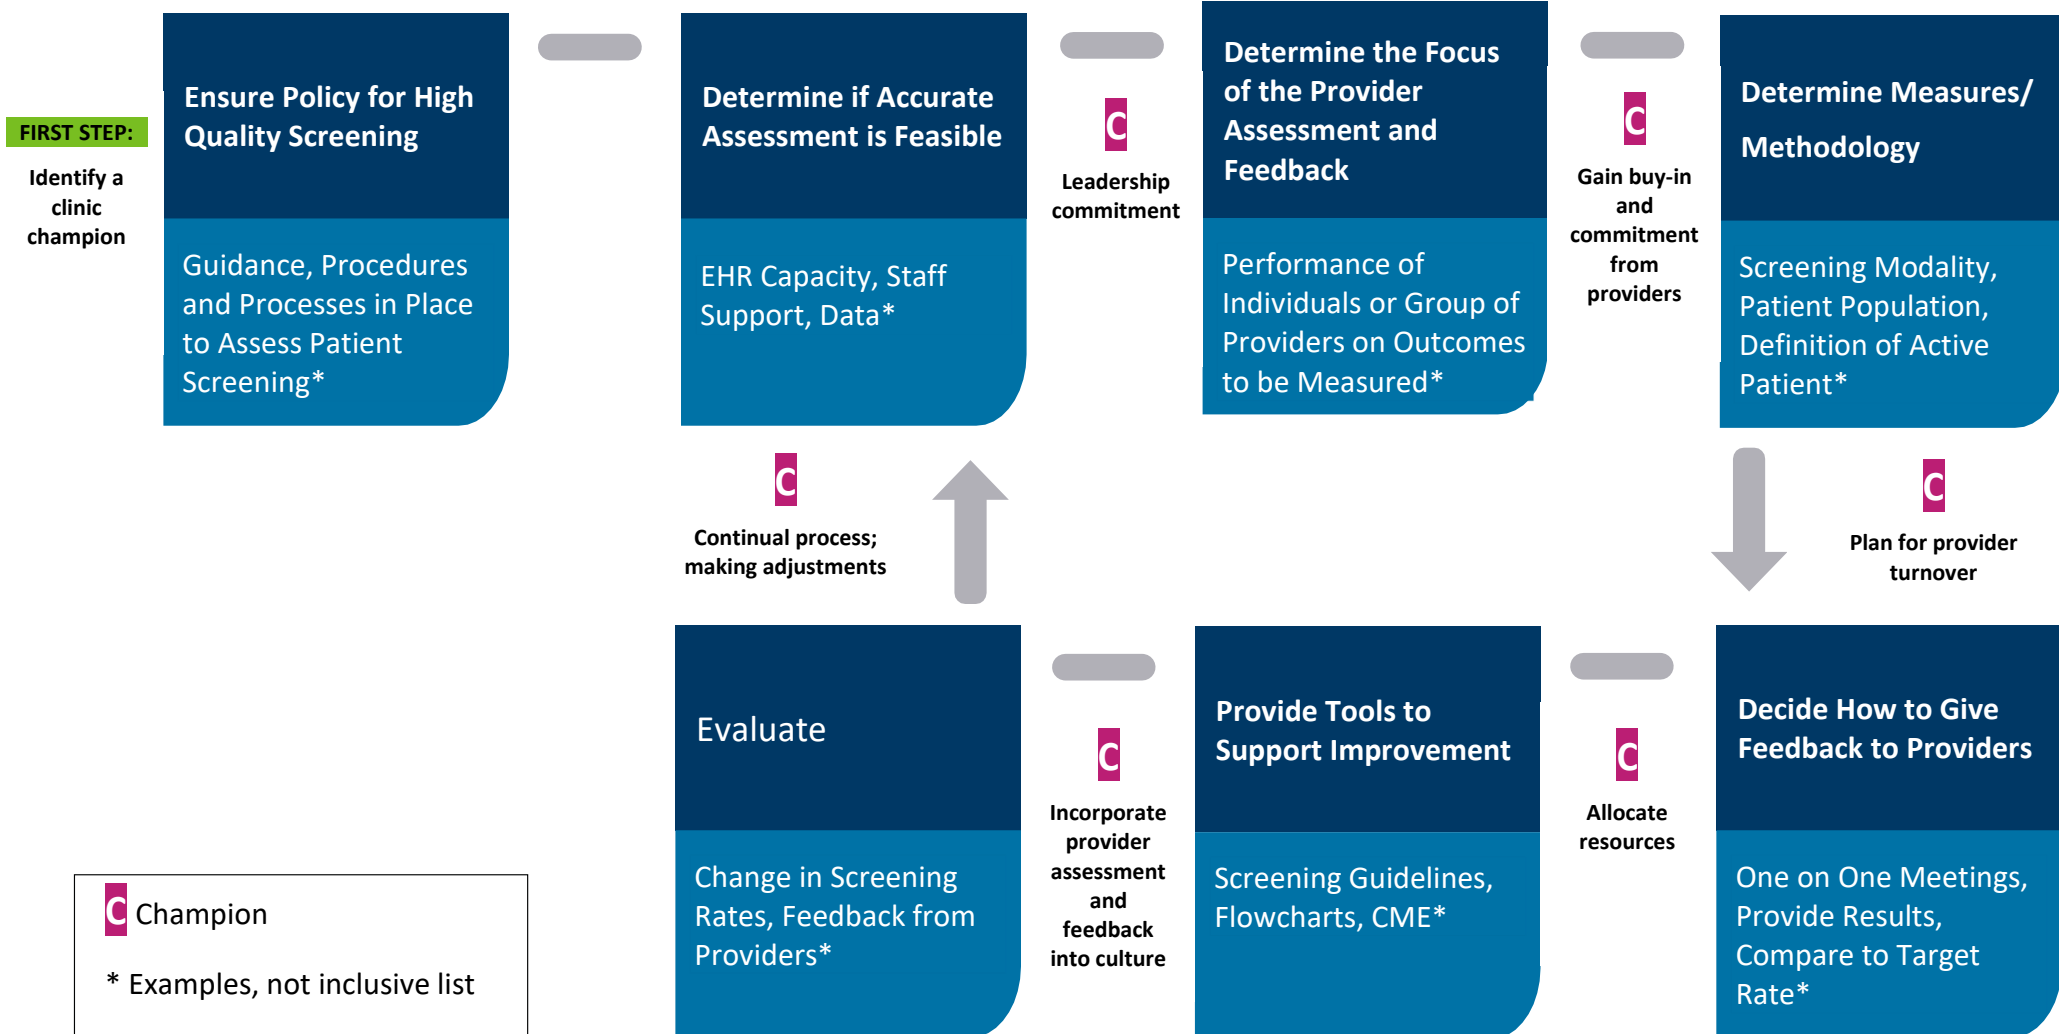 FIRST STEP:
Identify a
clinic
champion
Ensure Policy for High
Quality Screening
Guidance, Procedures
and Processes in Place
to Assess Patient
Screening*
Determine if Accurate
Assessment is Feasible
EHR Capacity, Staff
Support, Data*
C
Leadership
commitment
Determine the Focus
of the Provider
Assessment and
Feedback
Performance of
Individuals or Group of
Providers on Outcomes
to be Measured*
C
Gain buy-in
and
commitment
from
providers
Determine Measures/
Methodology
Screening Modality,
Patient Population,
Definition of Active
Patient*
C
Plan for provider
turnover
Decide How to Give
Feedback to Providers
One on One Meetings,
Provide Results,
Compare to Target
Rate*
C
Allocate
resources
Provide Tools to
Support Improvement
Screening Guidelines,
Flowcharts, CME*
C
Incorporate
provider
assessment
and
feedback
into culture
Evaluate
Change in Screening
Rates, Feedback from
Providers*
C
Continual process;
making adjustments
C Champion
* Examples, not inclusive list